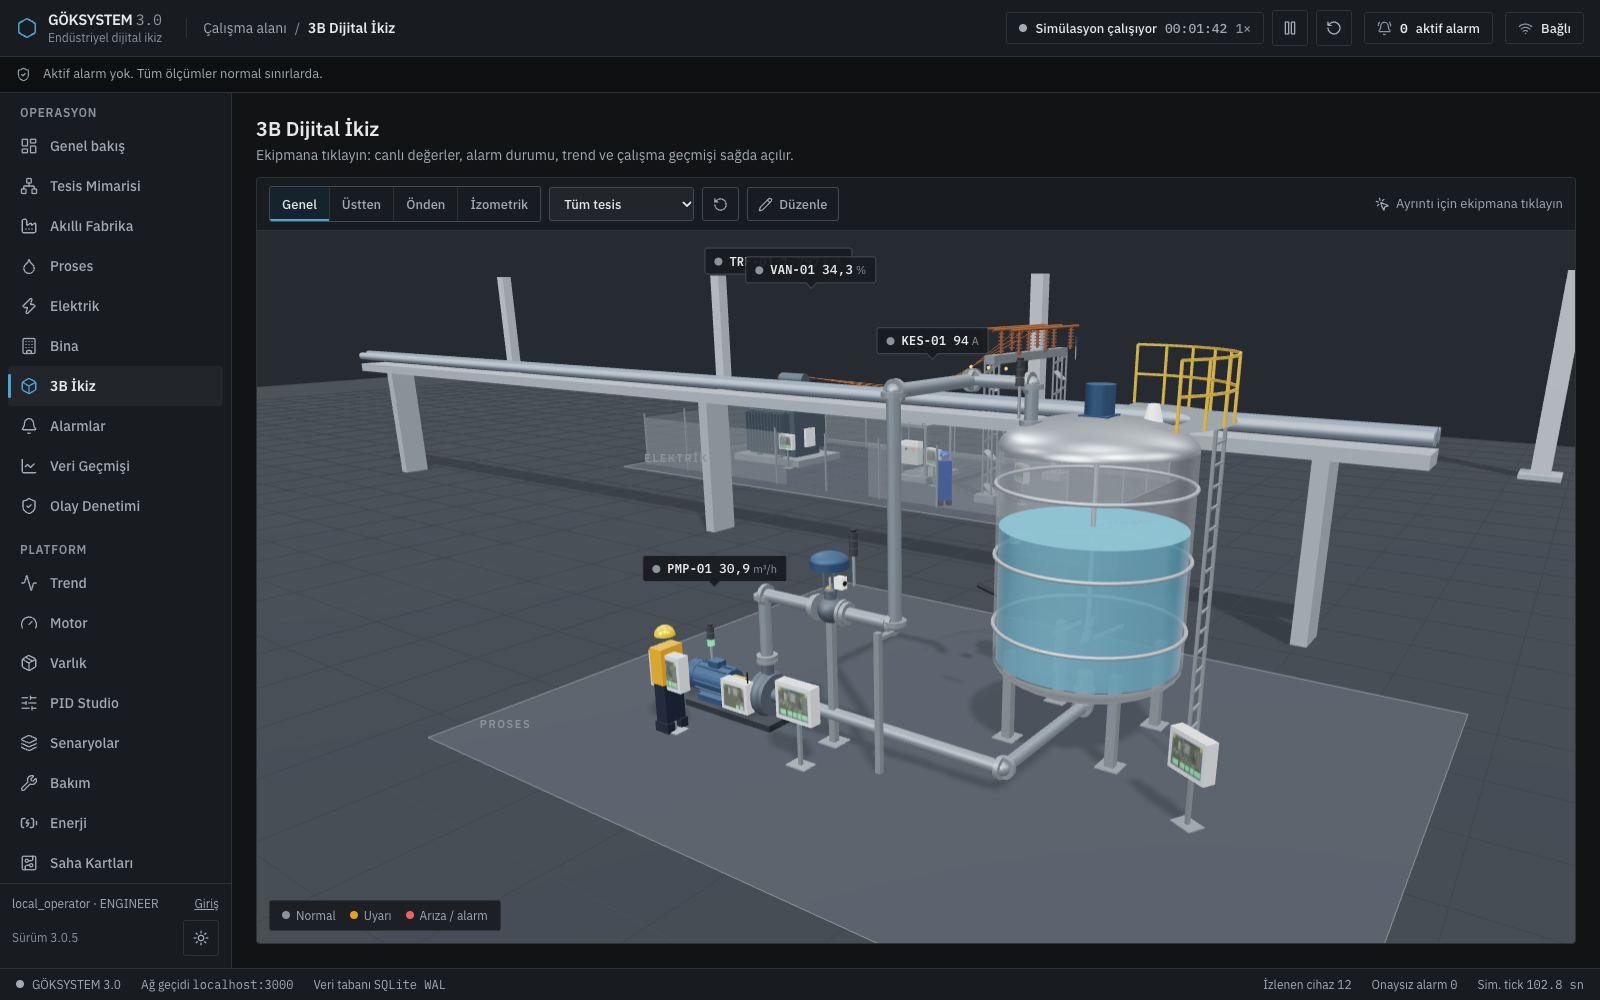 GÖKSYSTEM 3.0
Endüstriyel dijital ikiz
Çalışma alanı / 3B Dijital İkiz
Simülasyon çalışıyor 00:01:42 1×
0 aktif alarm
Bağlı
Aktif alarm yok. Tüm ölçümler normal sınırlarda.
OPERASYON
Genel bakış
Tesis Mimarisi
Akıllı Fabrika
Proses
Elektrik
Bina
3B İkiz
Alarmlar
Veri Geçmişi
Olay Denetimi
PLATFORM
Trend
Motor
Varlık
PID Studio
Senaryolar
Bakım
Enerji
Saha Kartları
local_operator · ENGINEER
Giriş
Sürüm 3.0.5
3B Dijital İkiz
Ekipmana tıklayın: canlı değerler, alarm durumu, trend ve çalışma geçmişi sağda açılır.
Genel
Üstten
Önden
İzometrik
Tüm tesis
Düzenle
Ayrıntı için ekipmana tıklayın
VAN-01 34,3 %
KES-01 94 A
ELEKTRİK
PMP-01 30,9 m³/h
PROSES
Normal
Uyarı
Arıza / alarm
GÖKSYSTEM 3.0
Ağ geçidi localhost:3000
Veri tabanı SQLite WAL
İzlenen cihaz 12
Onaysız alarm 0
Sim. tick 102.8 sn